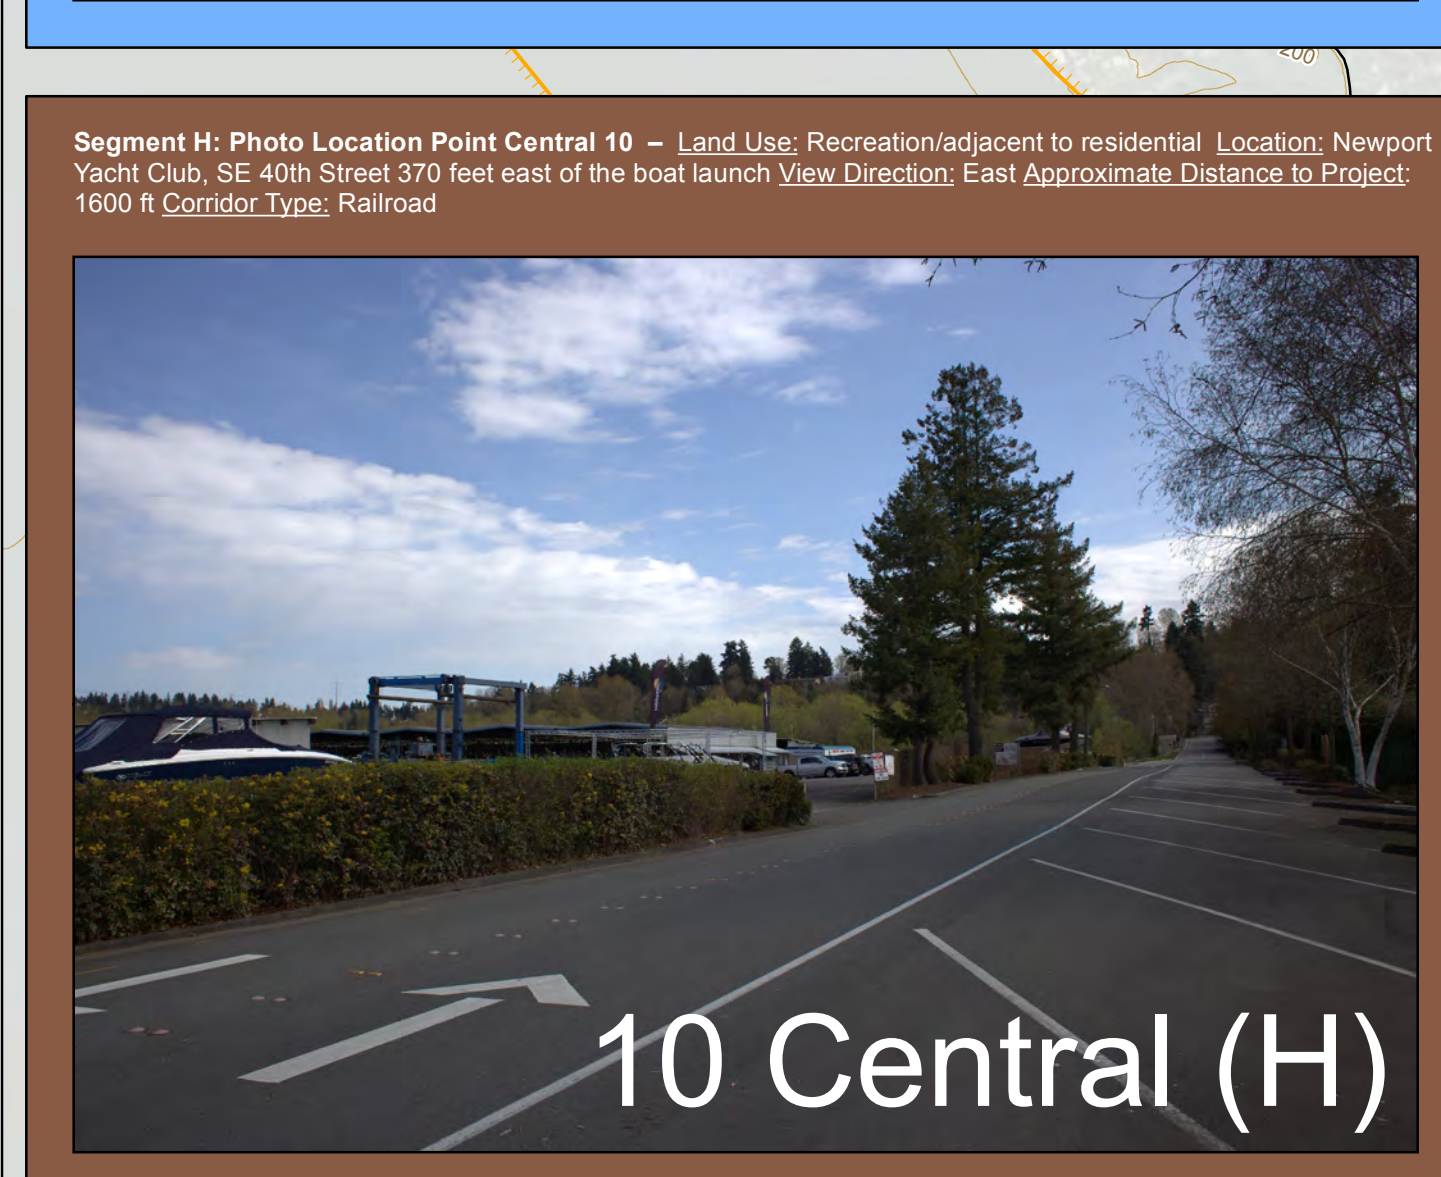 200
Segment H: Photo Location Point Central 10 – Land Use: Recreation/adjacent to residential Location: Newport
Yacht Club, SE 40th Street 370 feet east of the boat launch View Direction: East Approximate Distance to Project:
1600 ft Corridor Type: Railroad
10 Central (H)